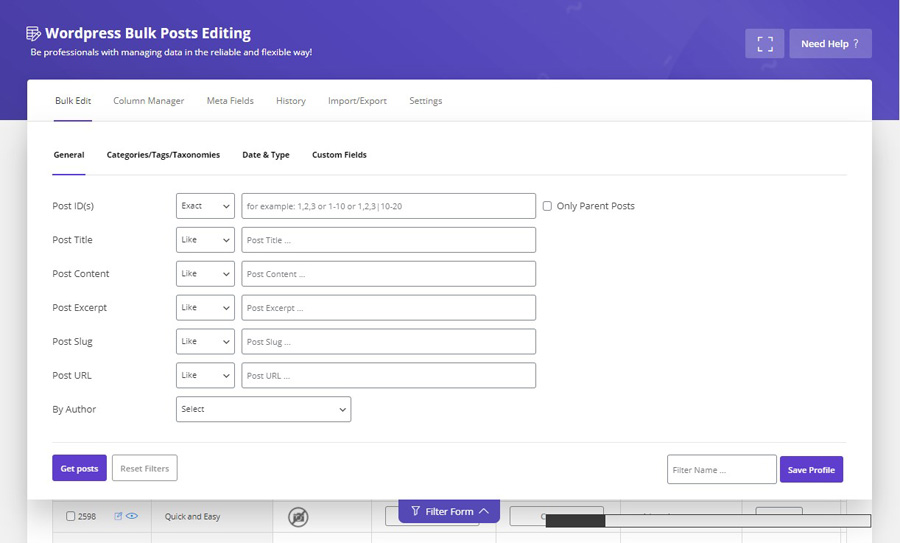 Wordpress Bulk Posts Editing
Be professionals with managing data in the reliable and flexible way!
Need Help ?
Bulk Edit Column Manager Meta Fields History Import/Export Settings
General Categories/Tags/Taxonomies Date & Type Custom Fields
Post ID(s) Exact for example: 1,2,3 or 1-10 or 1,2,3|10-20 Only Parent Posts
Post Title Like Post Title ...
Post Content Like Post Content ...
Post Excerpt Like Post Excerpt ...
Post Slug Like Post Slug ...
Post URL Like Post URL ...
By Author Select
Get posts Reset Filters Filter Name ... Save Profile
2598 Quick and Easy
Filter Form